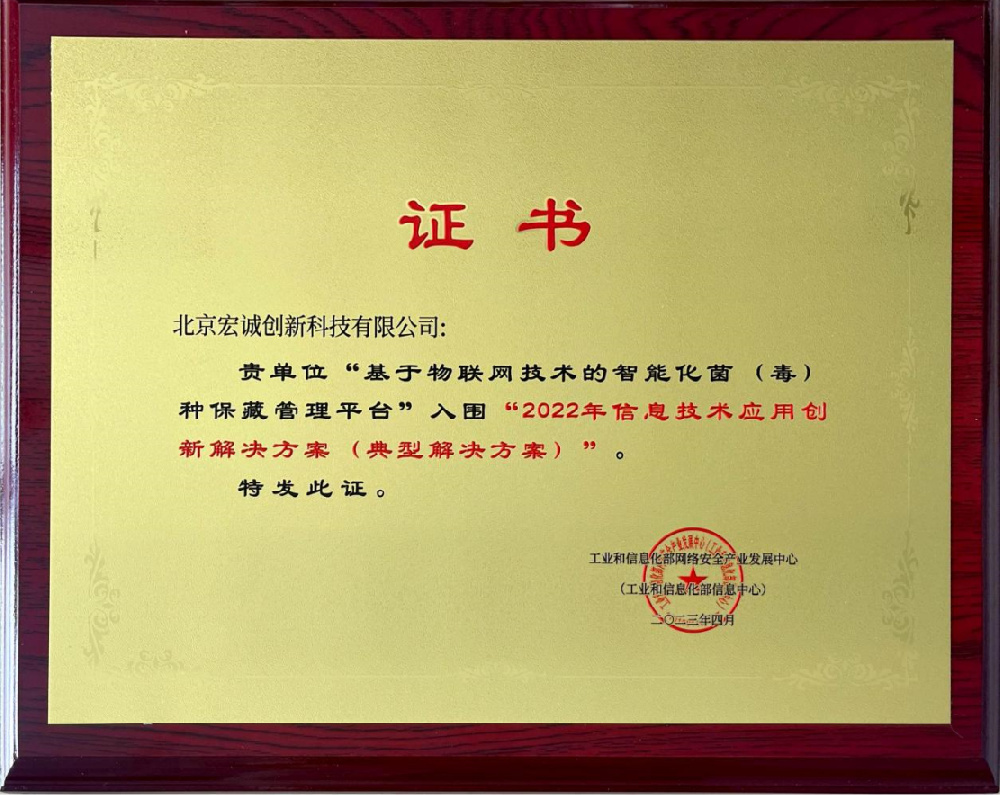 证 书
北京宏诚创新科技有限公司:
贵单位“基于物联网技术的智能化菌（毒）
种保藏管理平台”入围“2022年信息技术应用创
新解决方案（典型解决方案）”。
特发此证。
工业和信息化部网络安全产业发展中心
（工业和信息化部信息中心）
二〇二三年四月